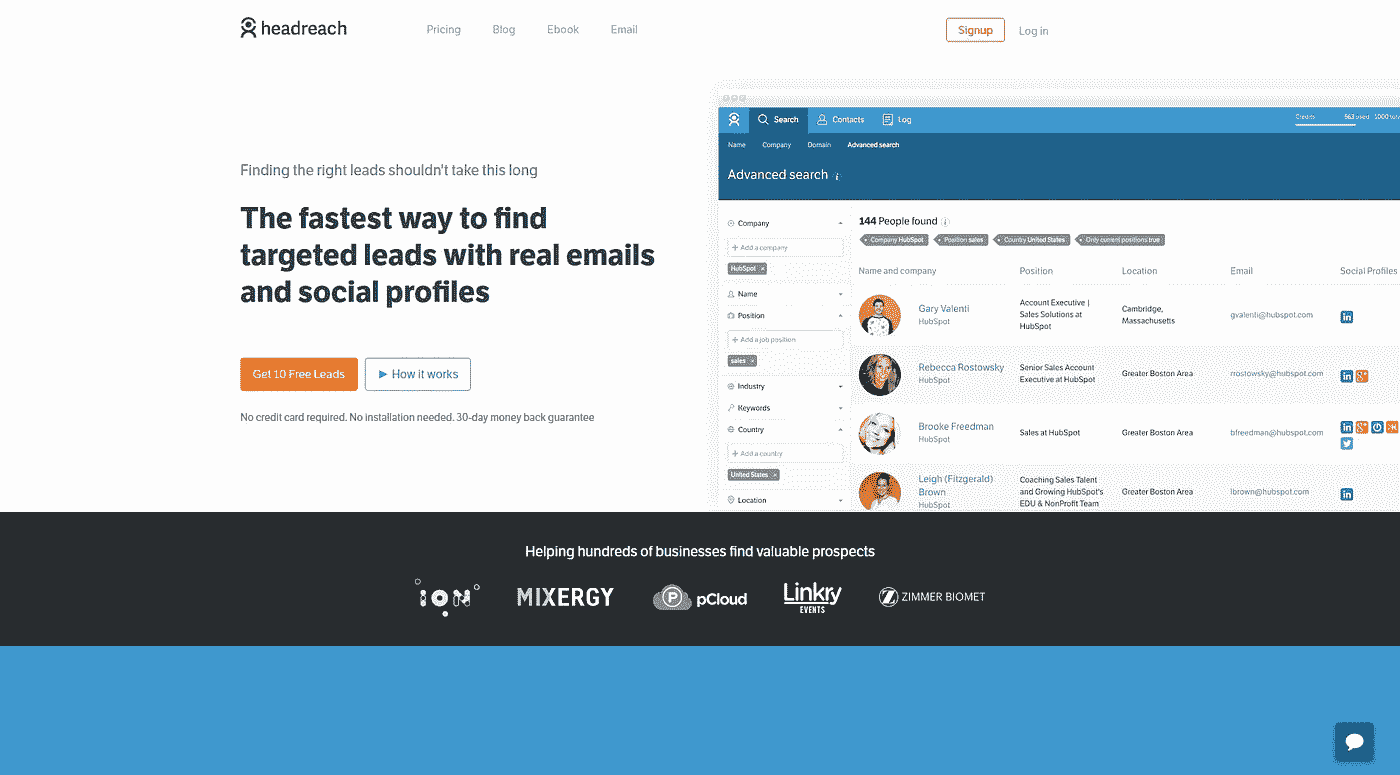 headreach
Pricing Blog Ebook Email
Signup Log in
Finding the right leads shouldn't take this long
The fastest way to find
targeted leads with real emails
and social profiles
Get 10 Free Leads
How it works
No credit card required. No installation needed. 30-day money back guarantee
Search Contacts Log
Credits 563 used
Name Company Domain Advanced search
Advanced search
Company
+ Add a company
HubSpot ×
Name
Position
+ Add a job position
sales ×
Industry
Keywords
Country
+ Add a country
United States ×
Location
144 People found
Company HubSpot Position sales Country United States Only current positions true
Name and company Position Location Email Social Profiles
Gary Valenti
HubSpot
Account Executive |
Sales Solutions at
HubSpot
Cambridge,
Massachusetts
gvalenti@hubspot.com
Rebecca Rostowsky
HubSpot
Senior Sales Account
Executive at HubSpot
Greater Boston Area
rrostowsky@hubspot.com
Brooke Freedman
HubSpot
Sales at HubSpot
Greater Boston Area
bfreedman@hubspot.com
Leigh (Fitzgerald)
Brown
HubSpot
Coaching Sales Talent
and Growing HubSpot's
EDU & NonProfit Team
Greater Boston Area
lbrown@hubspot.com
Helping hundreds of businesses find valuable prospects
ION
MIXERGY
pCloud
Linkry
EVENTS
ZIMMER BIOMET